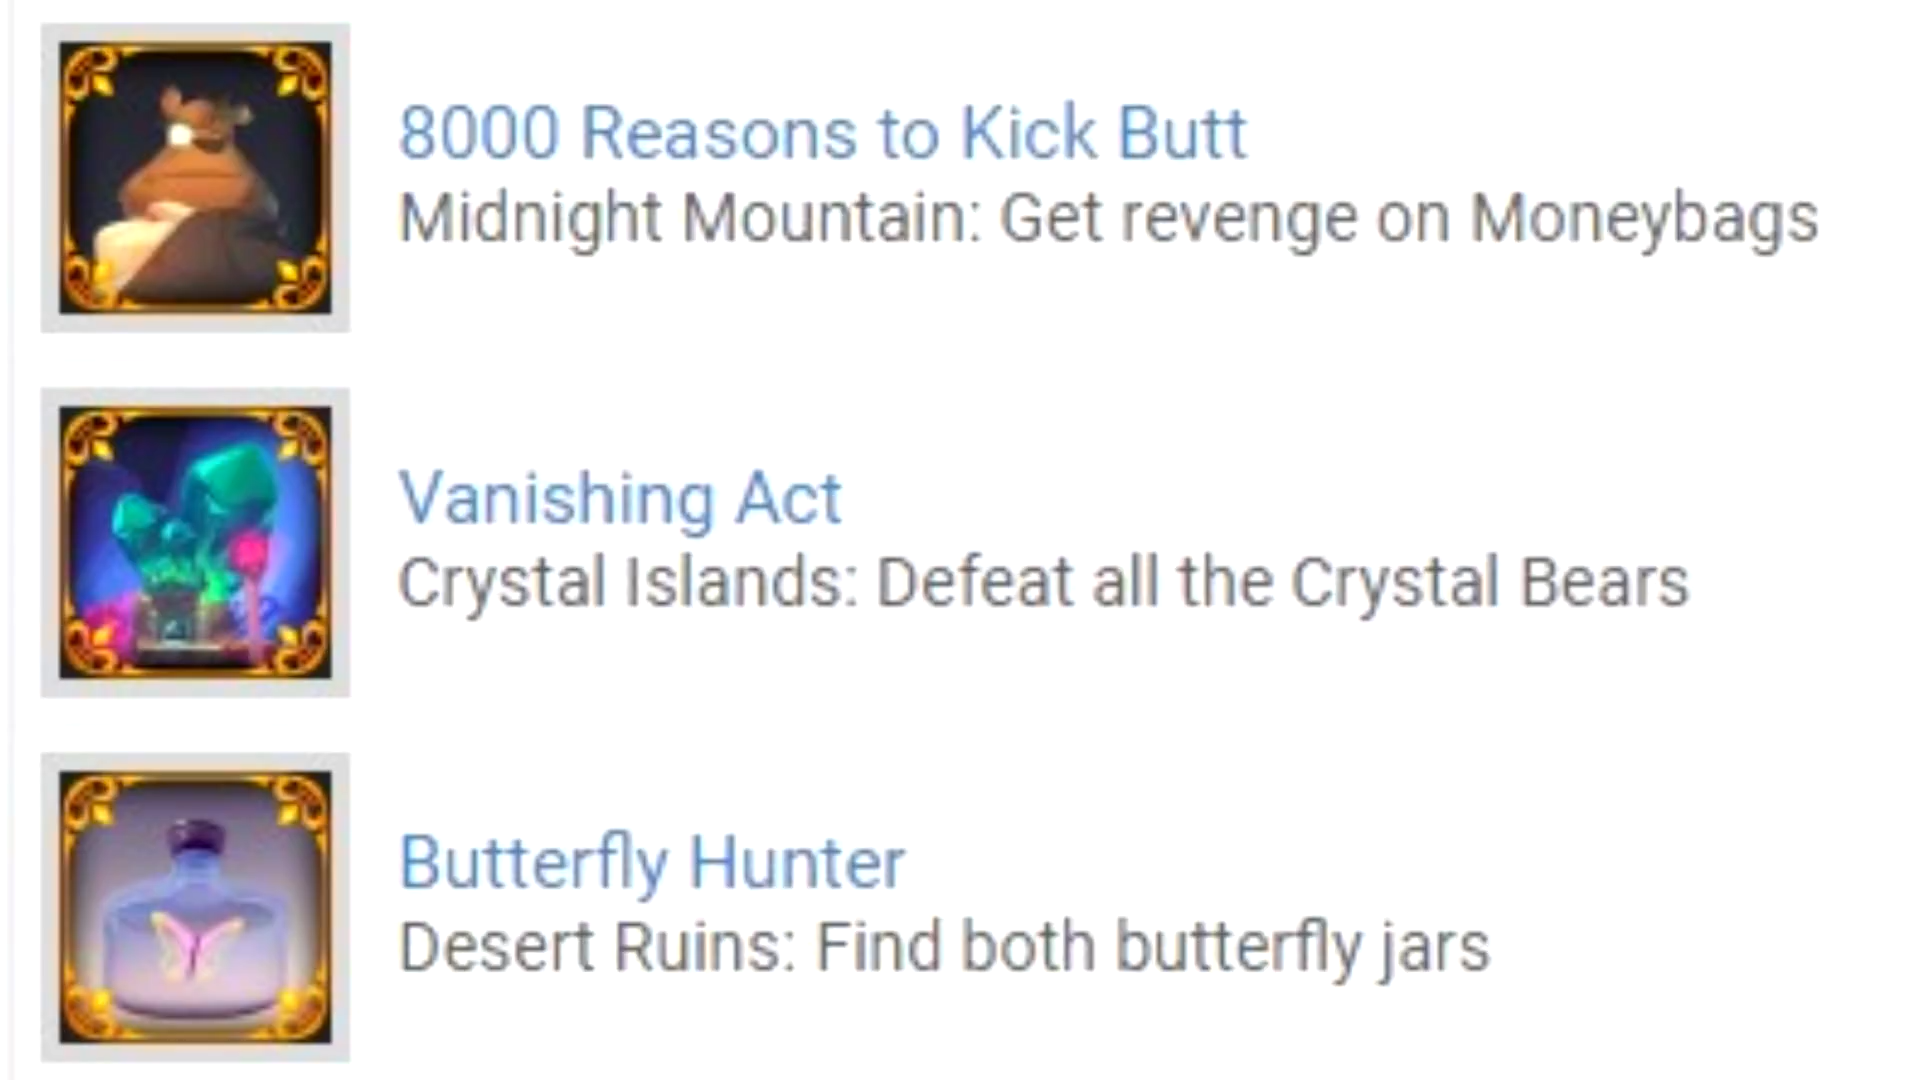 8000 Reasons to Kick Butt
Midnight Mountain: Get revenge on Moneybags
Vanishing Act
Crystal Islands: Defeat all the Crystal Bears
Butterfly Hunter
Desert Ruins: Find both butterfly jars